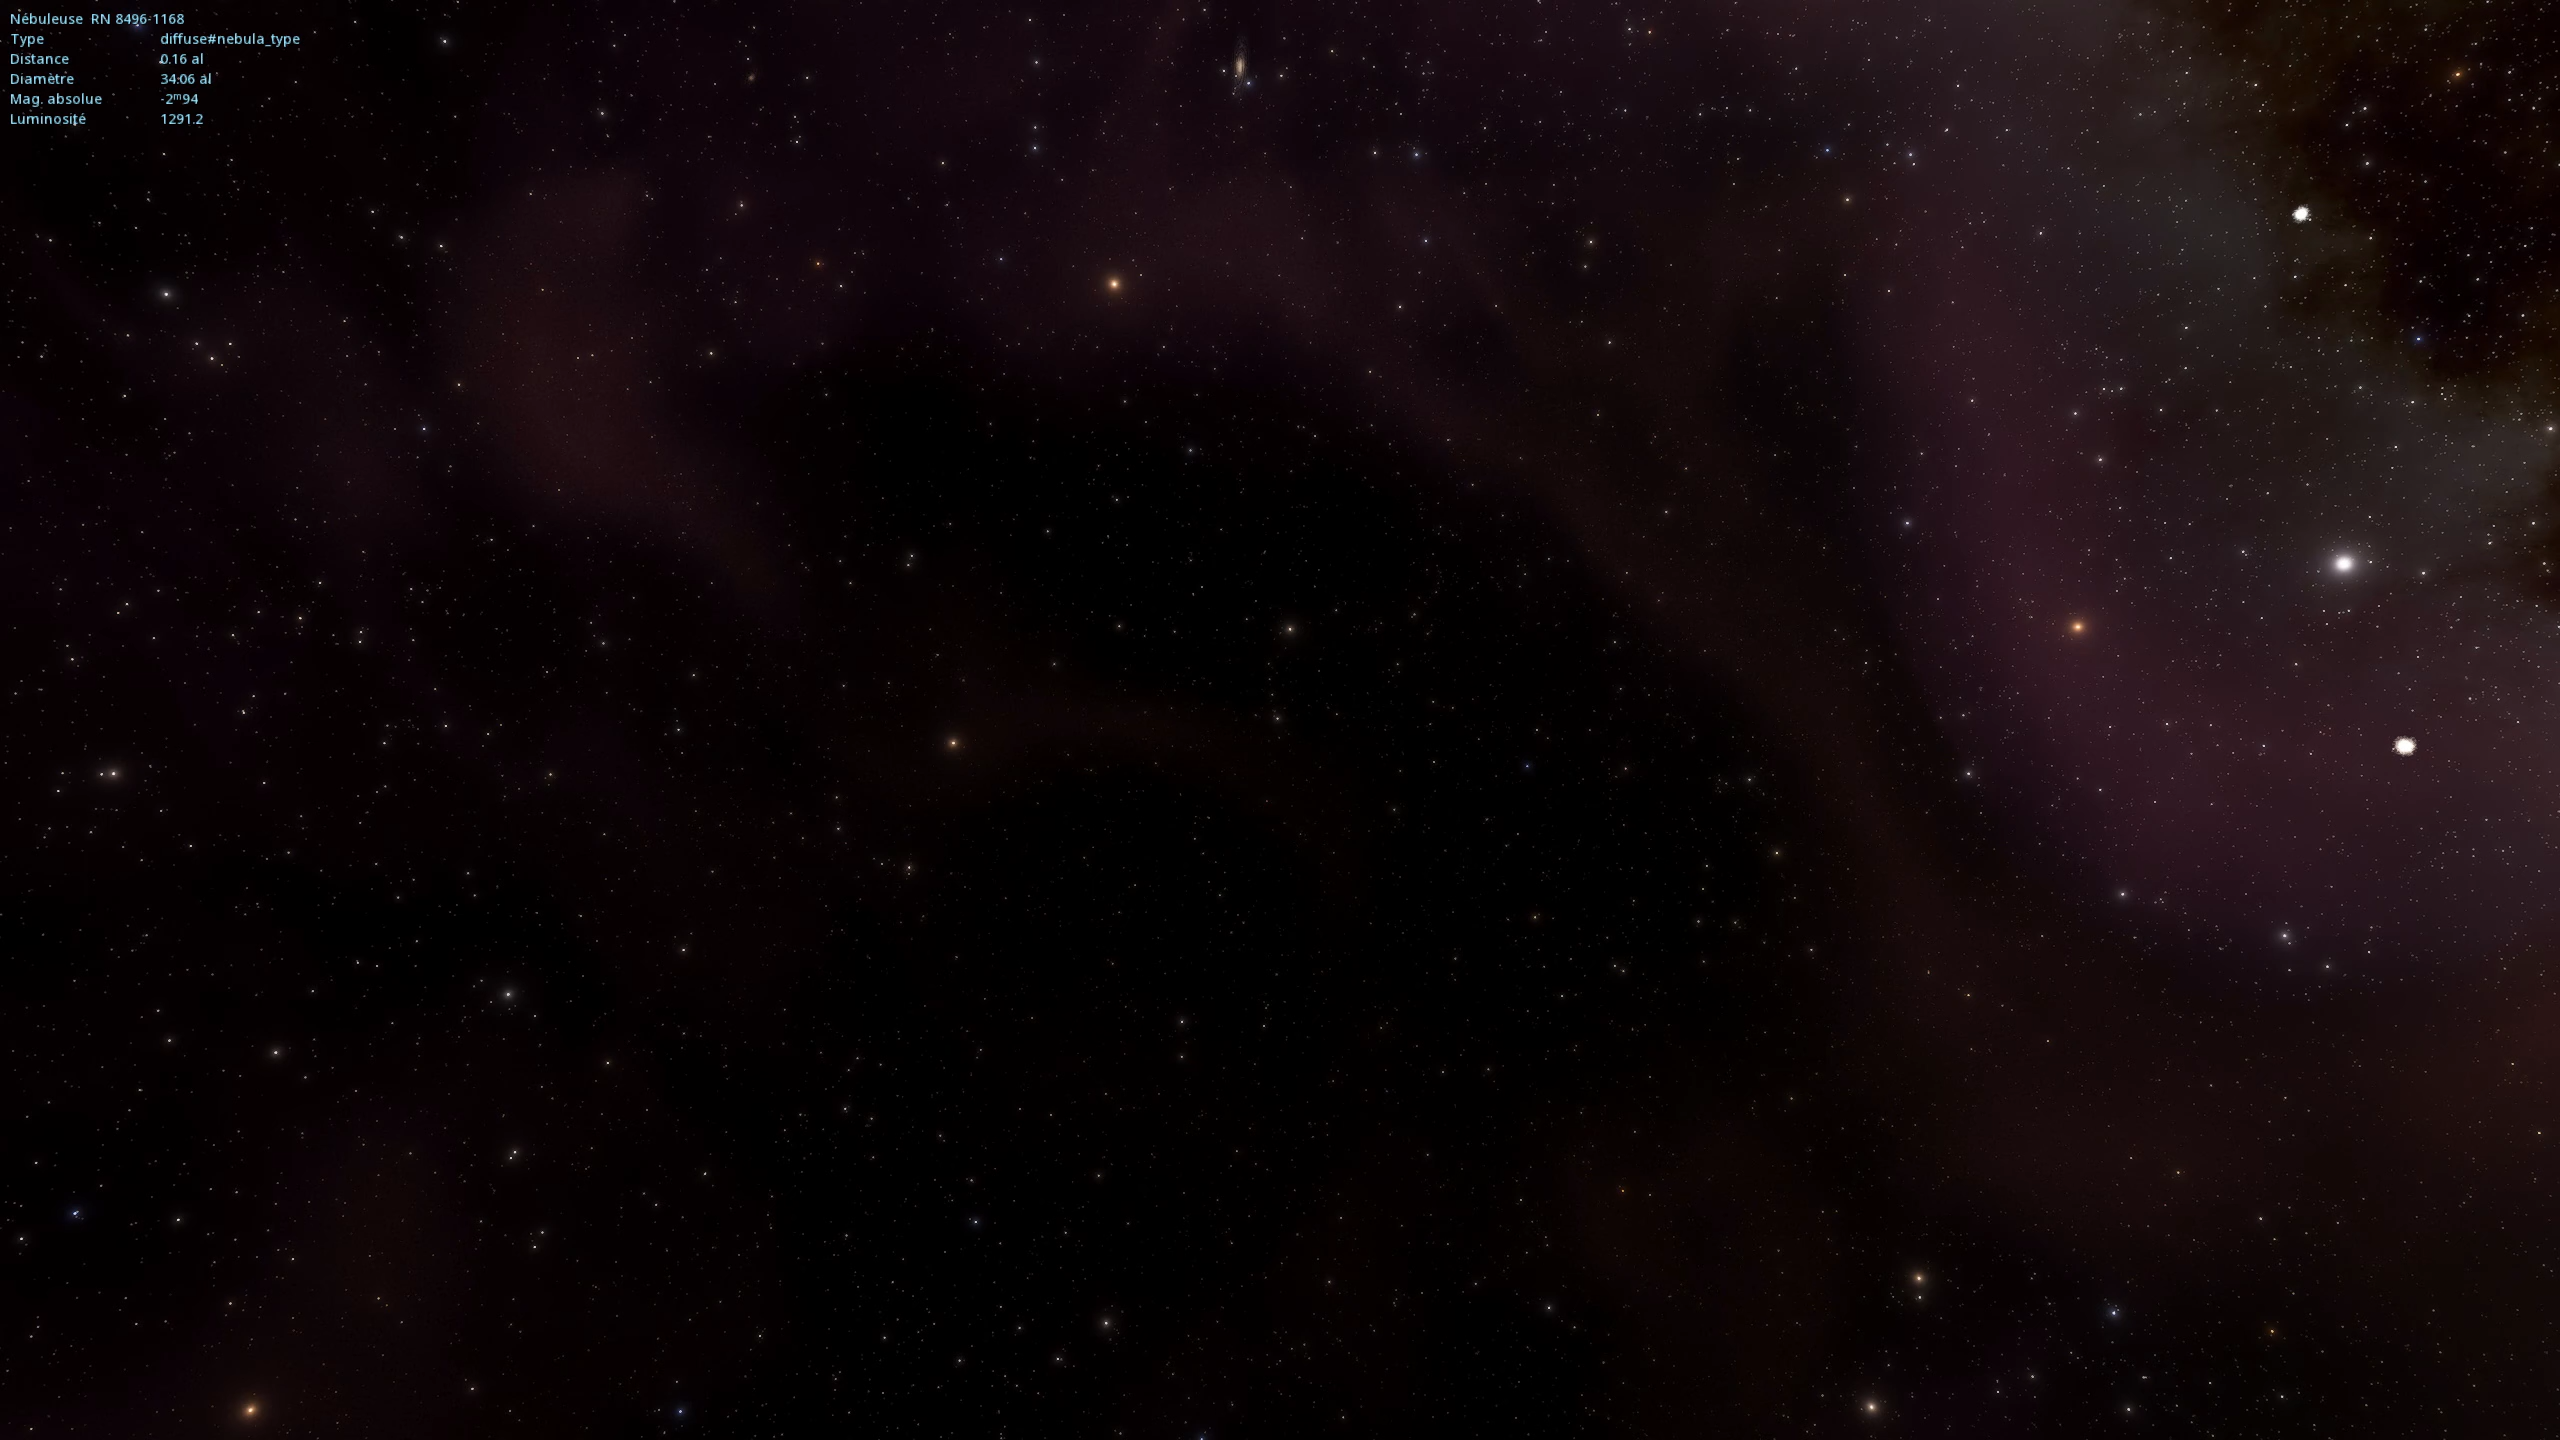 Nébuleuse RN 8496-1168
Type diffuse#nebula_type
Distance 0.16 al
Diamètre 34.06 al
Mag. absolue -2ᵐ94
Luminosité 1291.2